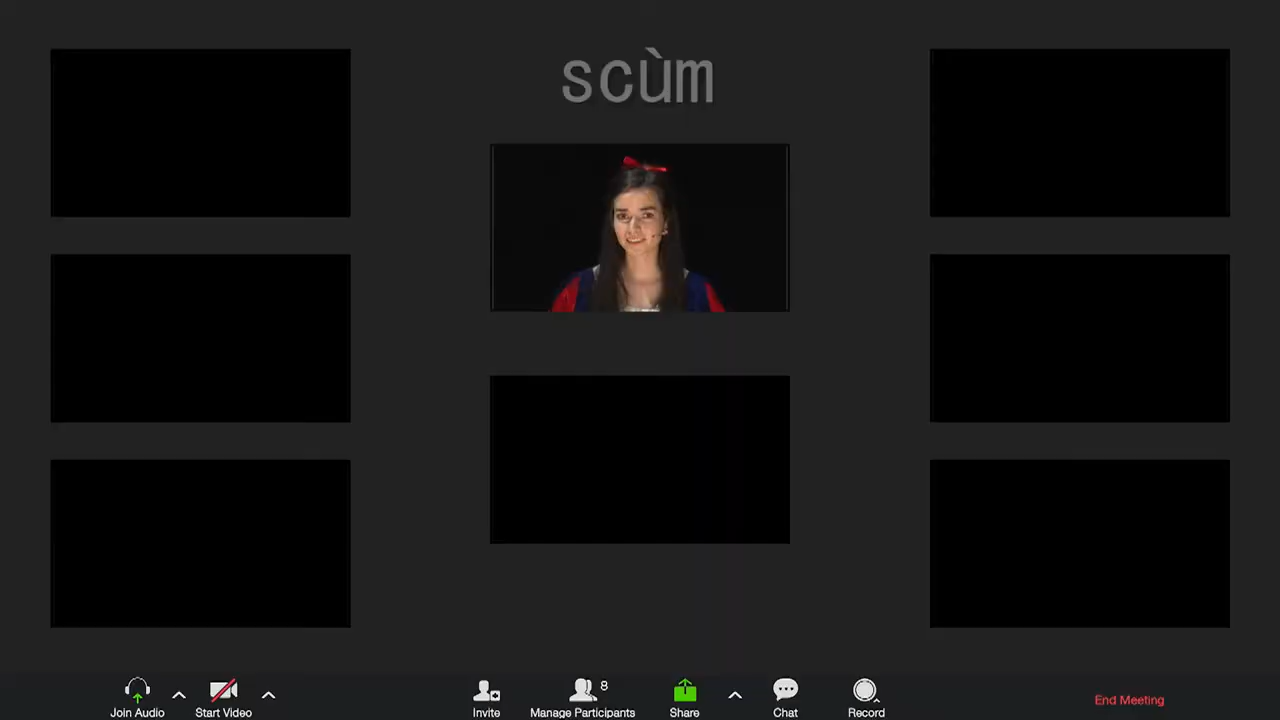 scùm
Join Audio
Start Video
Invite
Manage Participants 8
Share
Chat
Record
End Meeting